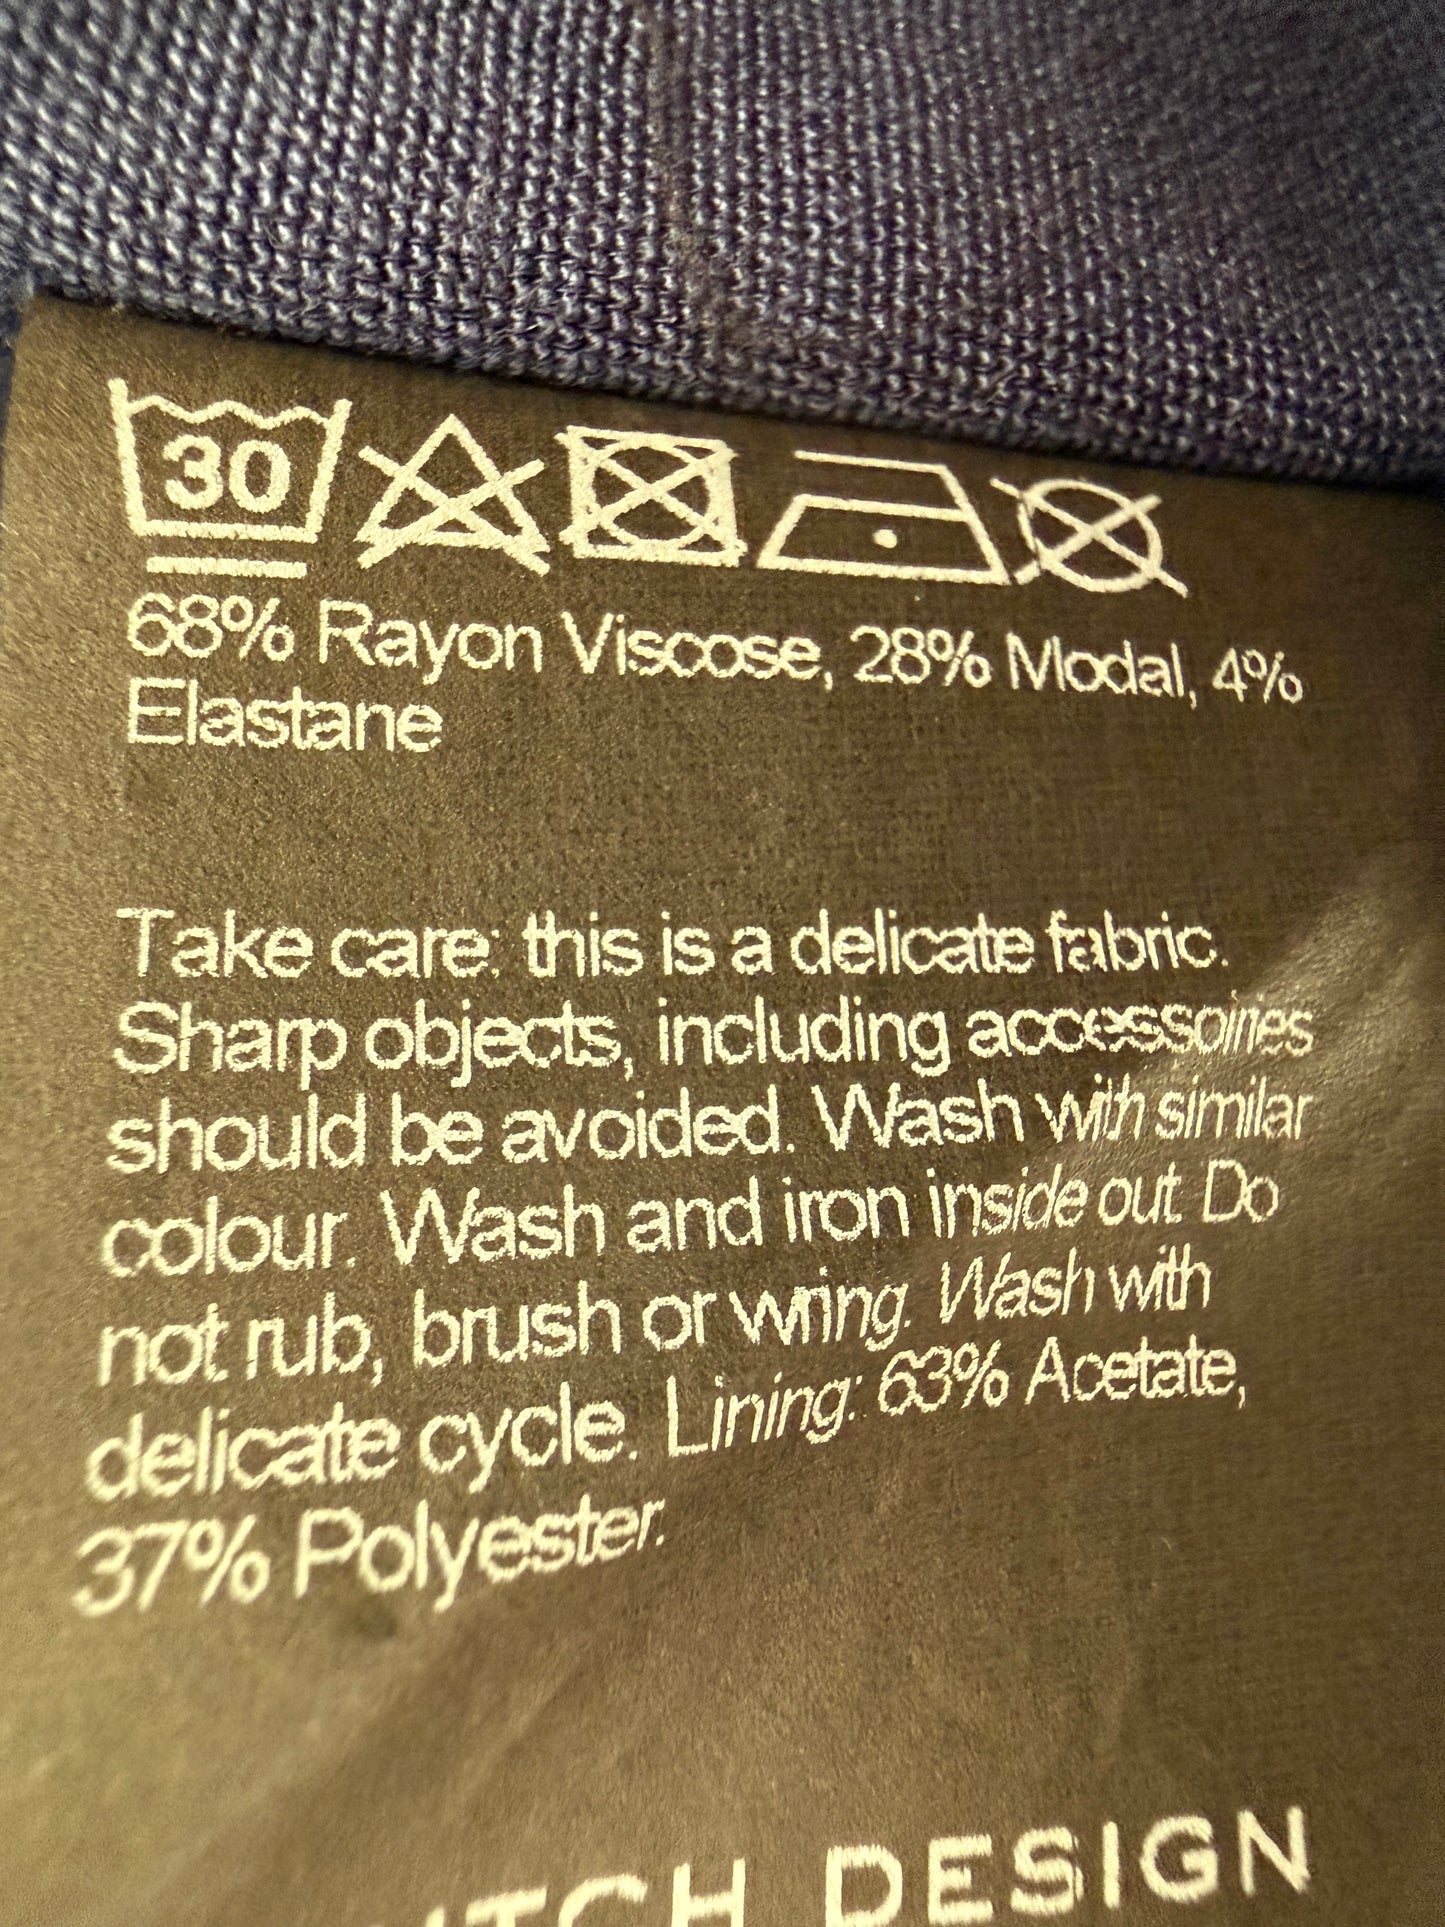 30
68% Rayon Viscose, 28% Modal, 4%
Elastane
Take care: this is a delicate fabric.
Sharp objects, including accessoiries
should be avoided. Wash with similar
colour. Wash and iron inside out. Do
not rub, brush or wring. Wash with
delicate cycle. Lining: 63% Acetate,
37% Polyester.
DESIGN